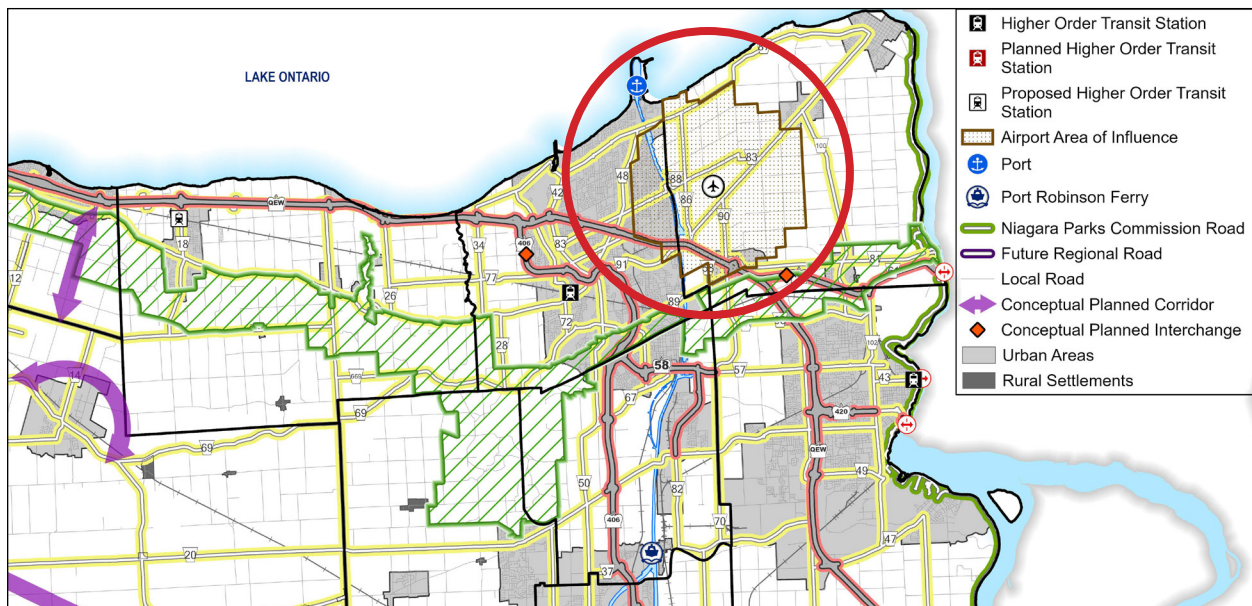 LAKE ONTARIO
87
100
48
83
88
42
86
90
QEW
18
12
34
406
83
81
91
55
77
26
89
72
102
28
58
57
43
14
669
67
69
420
69
QEW
49
50
82
406
70
47
20
37
Higher Order Transit Station
Planned Higher Order Transit
Station
Proposed Higher Order Transit
Station
Airport Area of Influence
Port
Port Robinson Ferry
Niagara Parks Commission Road
Future Regional Road
Local Road
Conceptual Planned Corridor
Conceptual Planned Interchange
Urban Areas
Rural Settlements